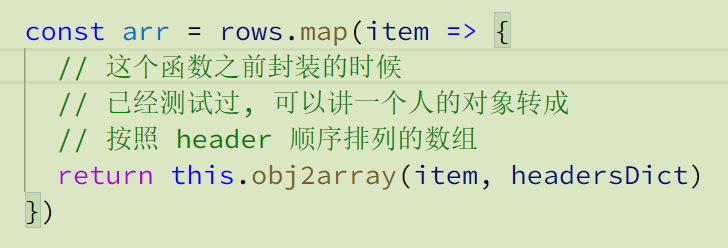 const arr = rows.map(item => {
// 这个函数之前封装的时候
// 已经测试过, 可以讲一个人的对象转成
// 按照 header 顺序排列的数组
return this.obj2array(item, headersDict)
})